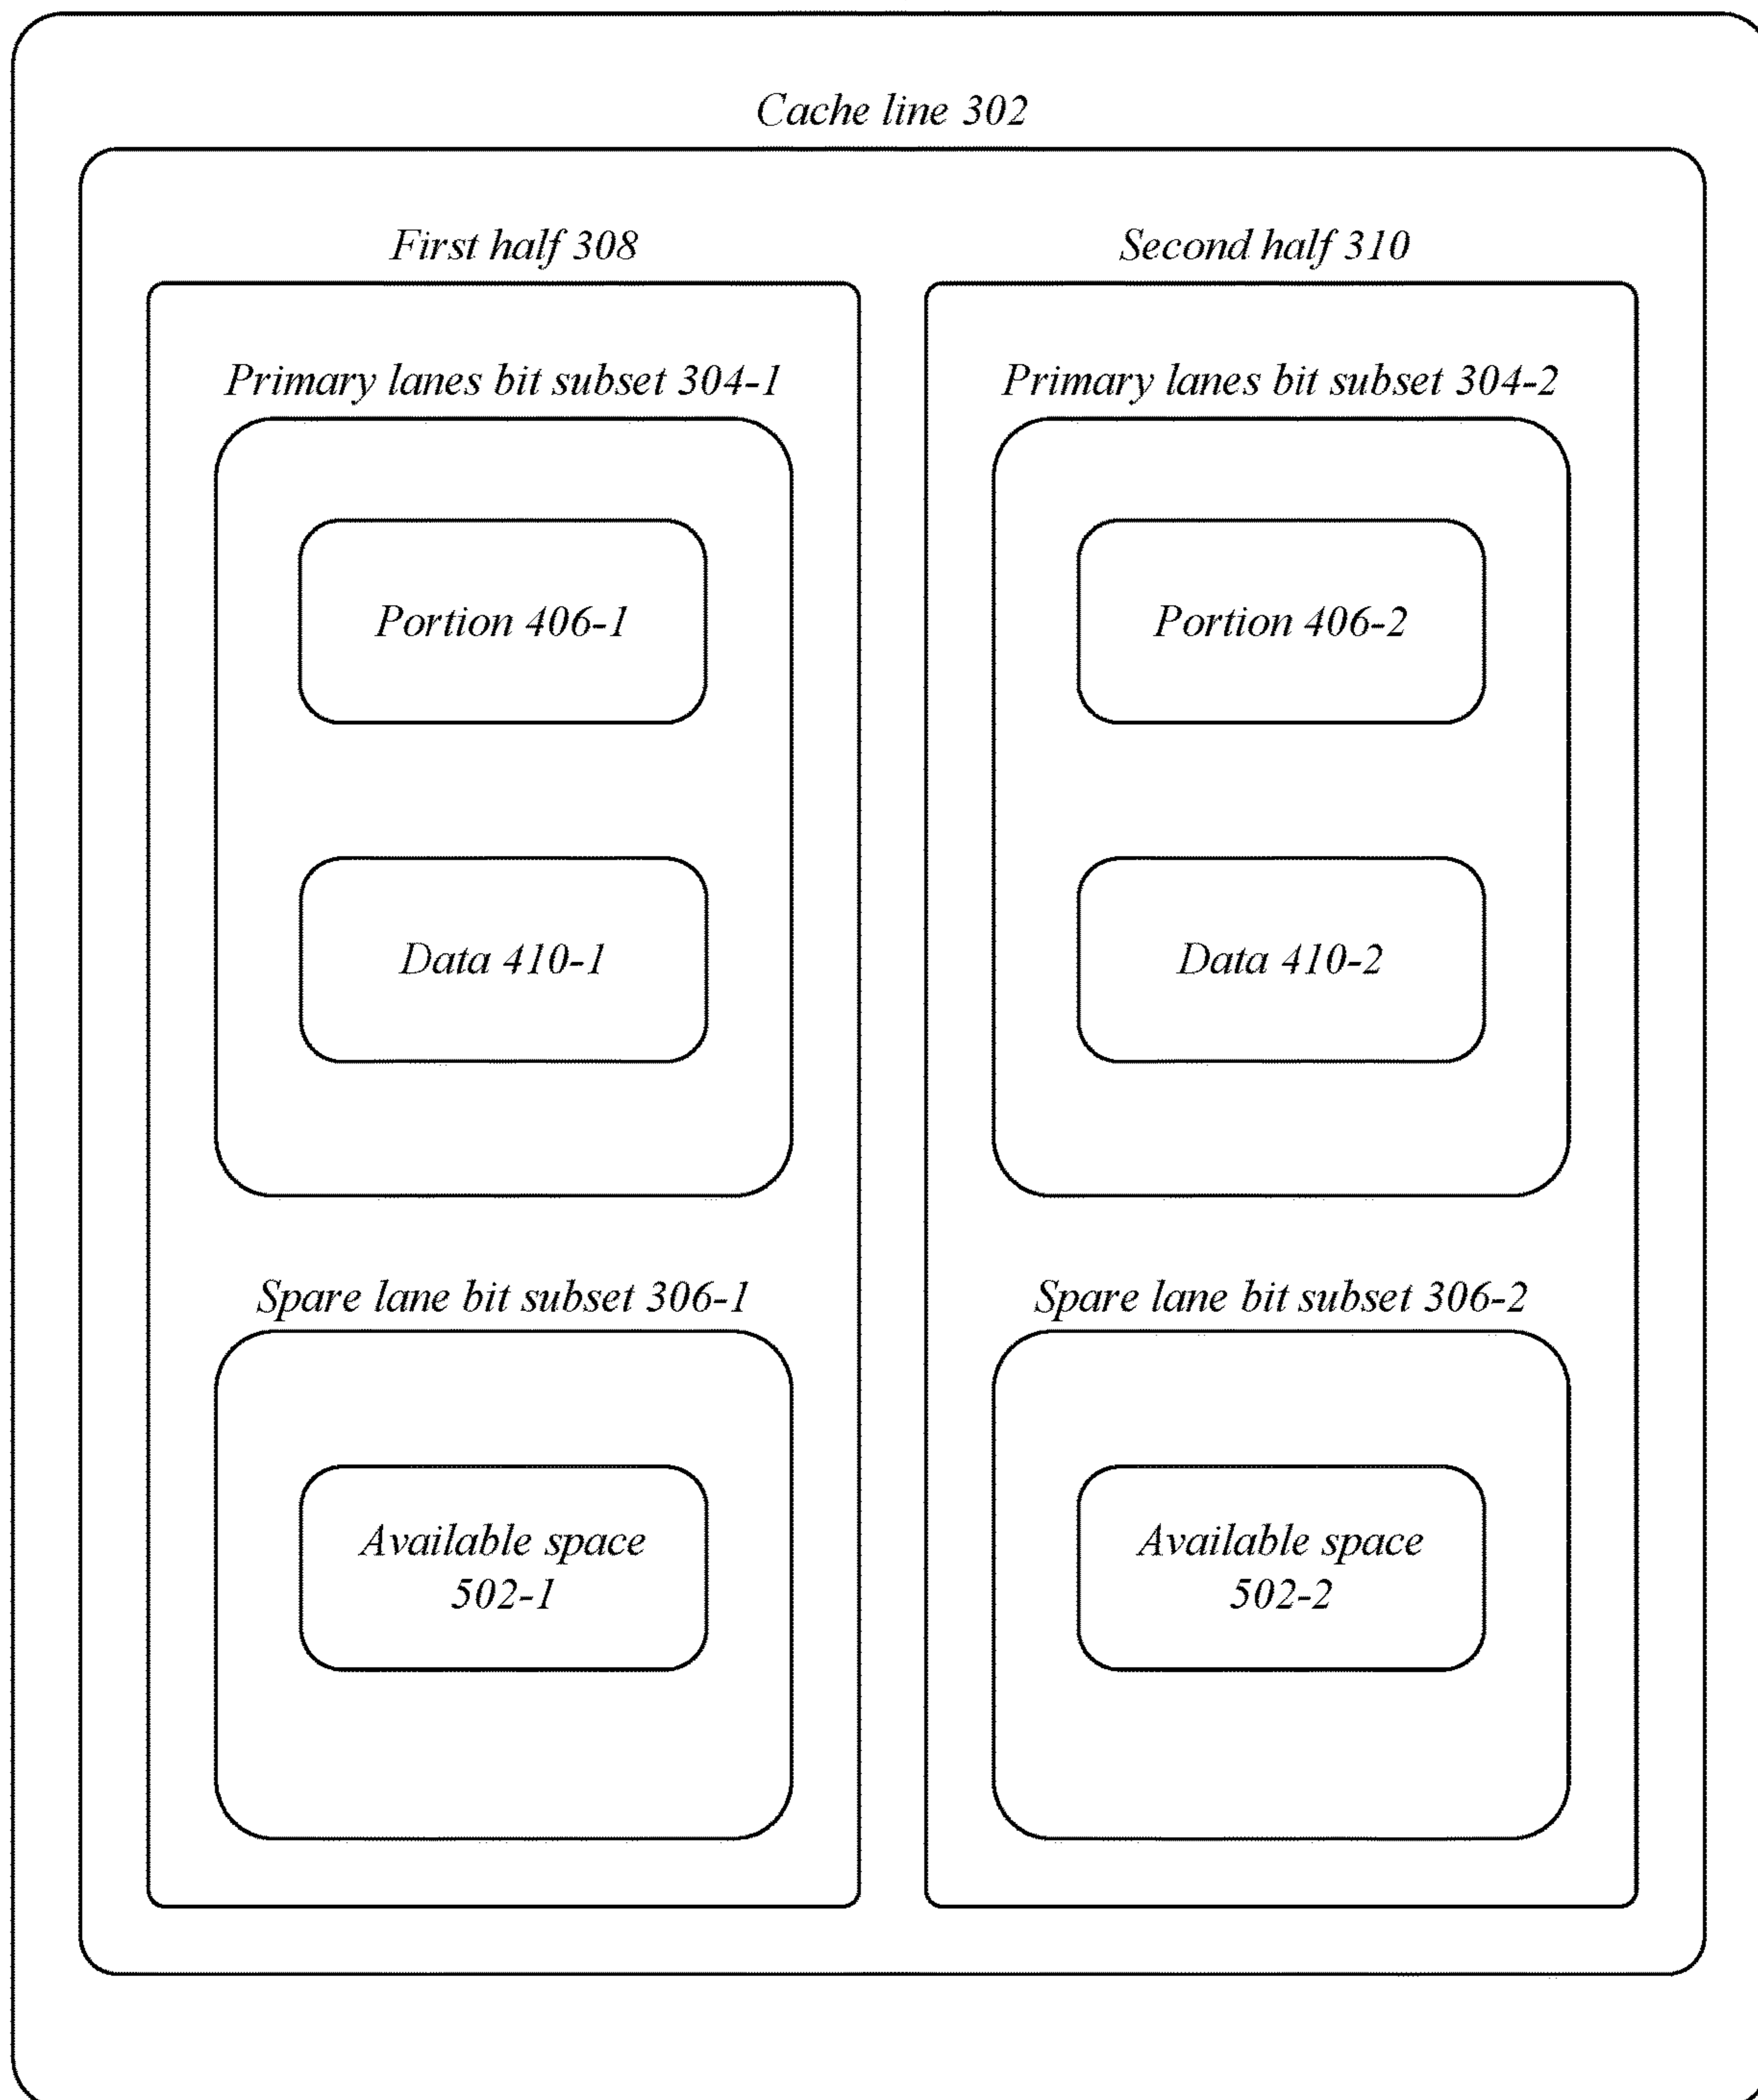 Cache line 302
First half 308
Primary lanes bit subset 304-1
Portion 406-1
Data 410-1
Spare lane bit subset 306-1
Available space
502-1
Second half 310
Primary lanes bit subset 304-2
Portion 406-2
Data 410-2
Spare lane bit subset 306-2
Available space
502-2